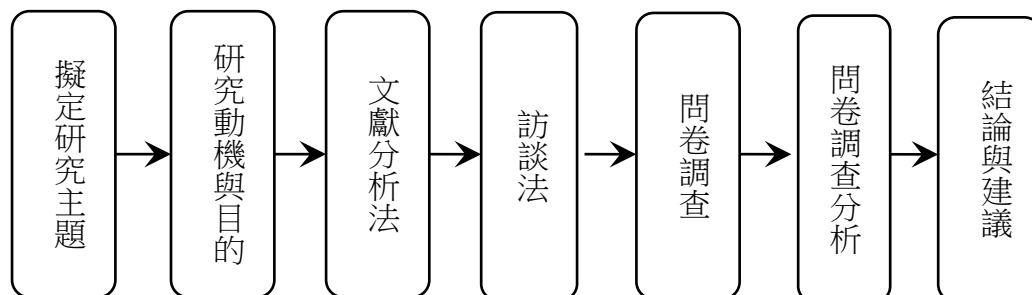 擬定研究主題
研究動機與目的
文獻分析法
訪談法
問卷調查
問卷調查分析
結論與建議